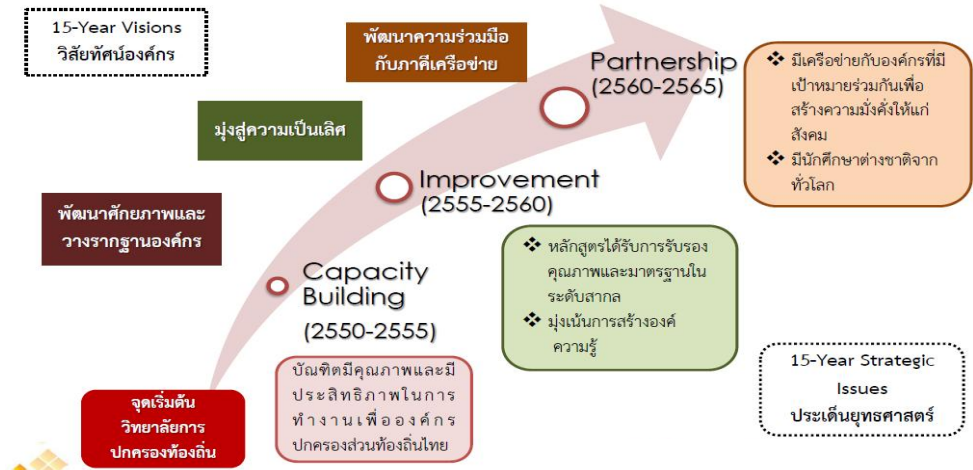 15-Year Visions
วิสัยทัศน์องค์กร
พัฒนาความร่วมมือ
กับภาคีเครือข่าย
Partnership
(2560-2565)
❖ มีเครือข่ายกับองค์กรที่มี
เป้าหมายร่วมกันเพื่อ
สร้างความมั่งคั่งให้แก่
สังคม
❖ มีนักศึกษาต่างชาติจาก
ทั่วโลก
มุ่งสู่ความเป็นเลิศ
Improvement
(2555-2560)
❖ หลักสูตรได้รับการรับรอง
คุณภาพและมาตรฐานใน
ระดับสากล
❖ มุ่งเน้นการสร้างองค์
ความรู้
พัฒนาศักยภาพและ
วางรากฐานองค์กร
Capacity
Building
(2550-2555)
บัณฑิตมีคุณภาพและมี
ประสิทธิภาพในการ
ทำงานเพื่อองค์กร
ปกครองส่วนท้องถิ่นไทย
จุดเริ่มต้น
วิทยาลัยการ
ปกครองท้องถิ่น
15-Year Strategic
Issues
ประเด็นยุทธศาสตร์